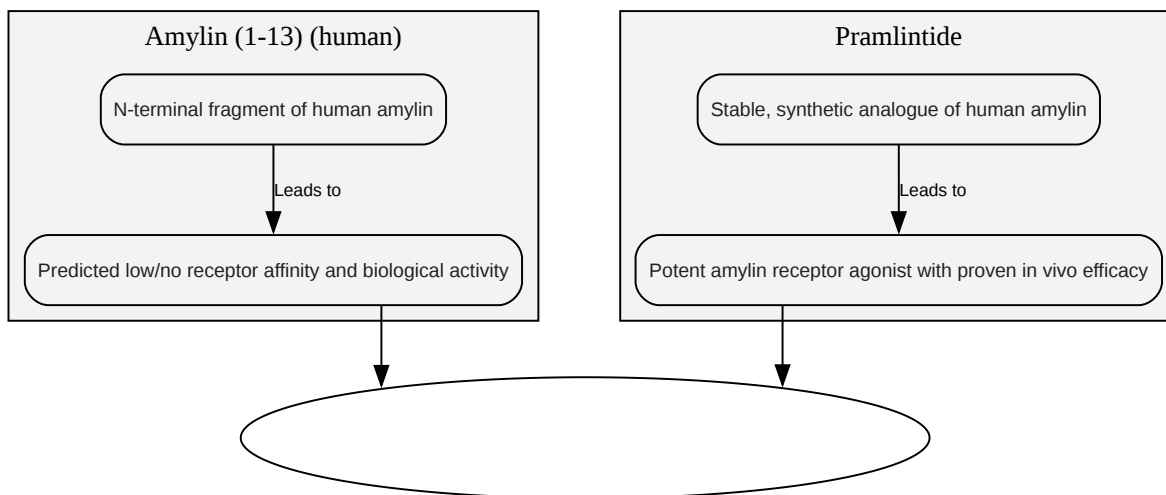 Amylin (1-13) (human)
N-terminal fragment of human amylin
Leads to
Predicted low/no receptor affinity and biological activity
Pramlintide
Stable, synthetic analogue of human amylin
Leads to
Potent amylin receptor agonist with proven in vivo efficacy